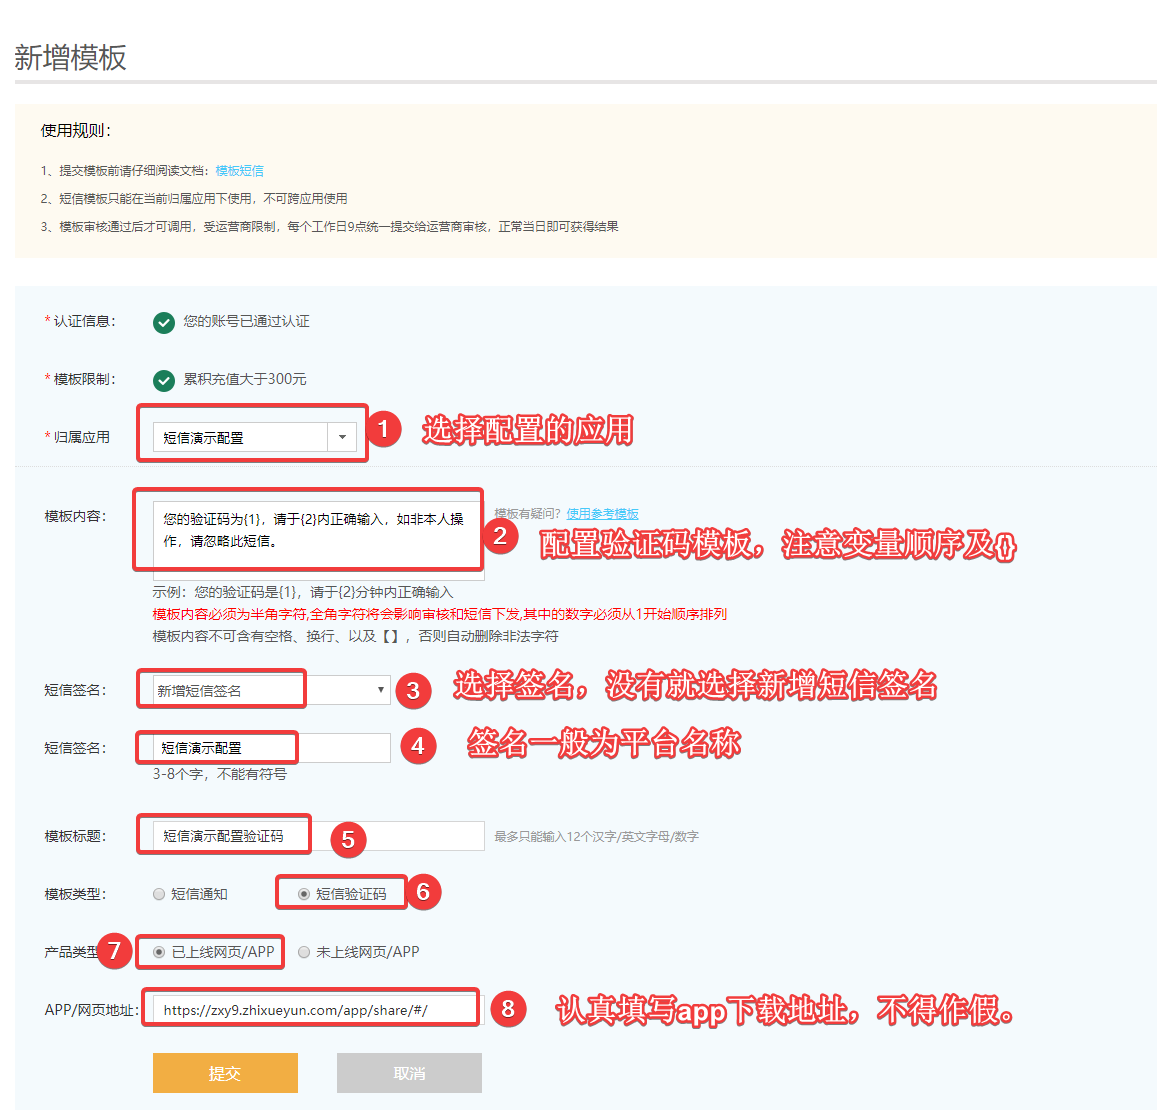 新增模板
使用规则：
1、提交模板前请仔细阅读文档：模板短信
2、短信模板只能在当前归属应用下使用，不可跨应用使用
3、模板审核通过后才可调用，受运营商限制，每个工作日9点统一提交给运营商审核，正常当日即可获得结果
*认证信息： 您的账号已通过认证
*模板限制： 累积充值大于300元
*归属应用 短信演示配置 1 选择配置的应用
模板内容： 您的验证码为{1}，请于{2}内正确输入，如非本人操
作，请忽略此短信。
模板有疑问？使用参考模板
2 配置验证码模板，注意变量顺序及{}
示例：您的验证码是{1}，请于{2}分钟内正确输入
模板内容必须为半角字符,全角字符将会影响审核和短信下发,其中的数字必须从1开始顺序排列
模板内容不可含有空格、换行、以及【】，否则自动删除非法字符
短信签名： 新增短信签名 3 选择签名，没有就选择新增短信签名
短信签名： 短信演示配置 4 签名一般为平台名称
3-8个字，不能有符号
模板标题： 短信演示配置验证码 5 最多只能输入12个汉字/英文字母/数字
模板类型： 短信通知 短信验证码 6
产品类型 7 已上线网页/APP 未上线网页/APP
APP/网页地址： https://zxy9.zhixueyun.com/app/share/#/ 8 认真填写app下载地址，不得作假。
提交 取消